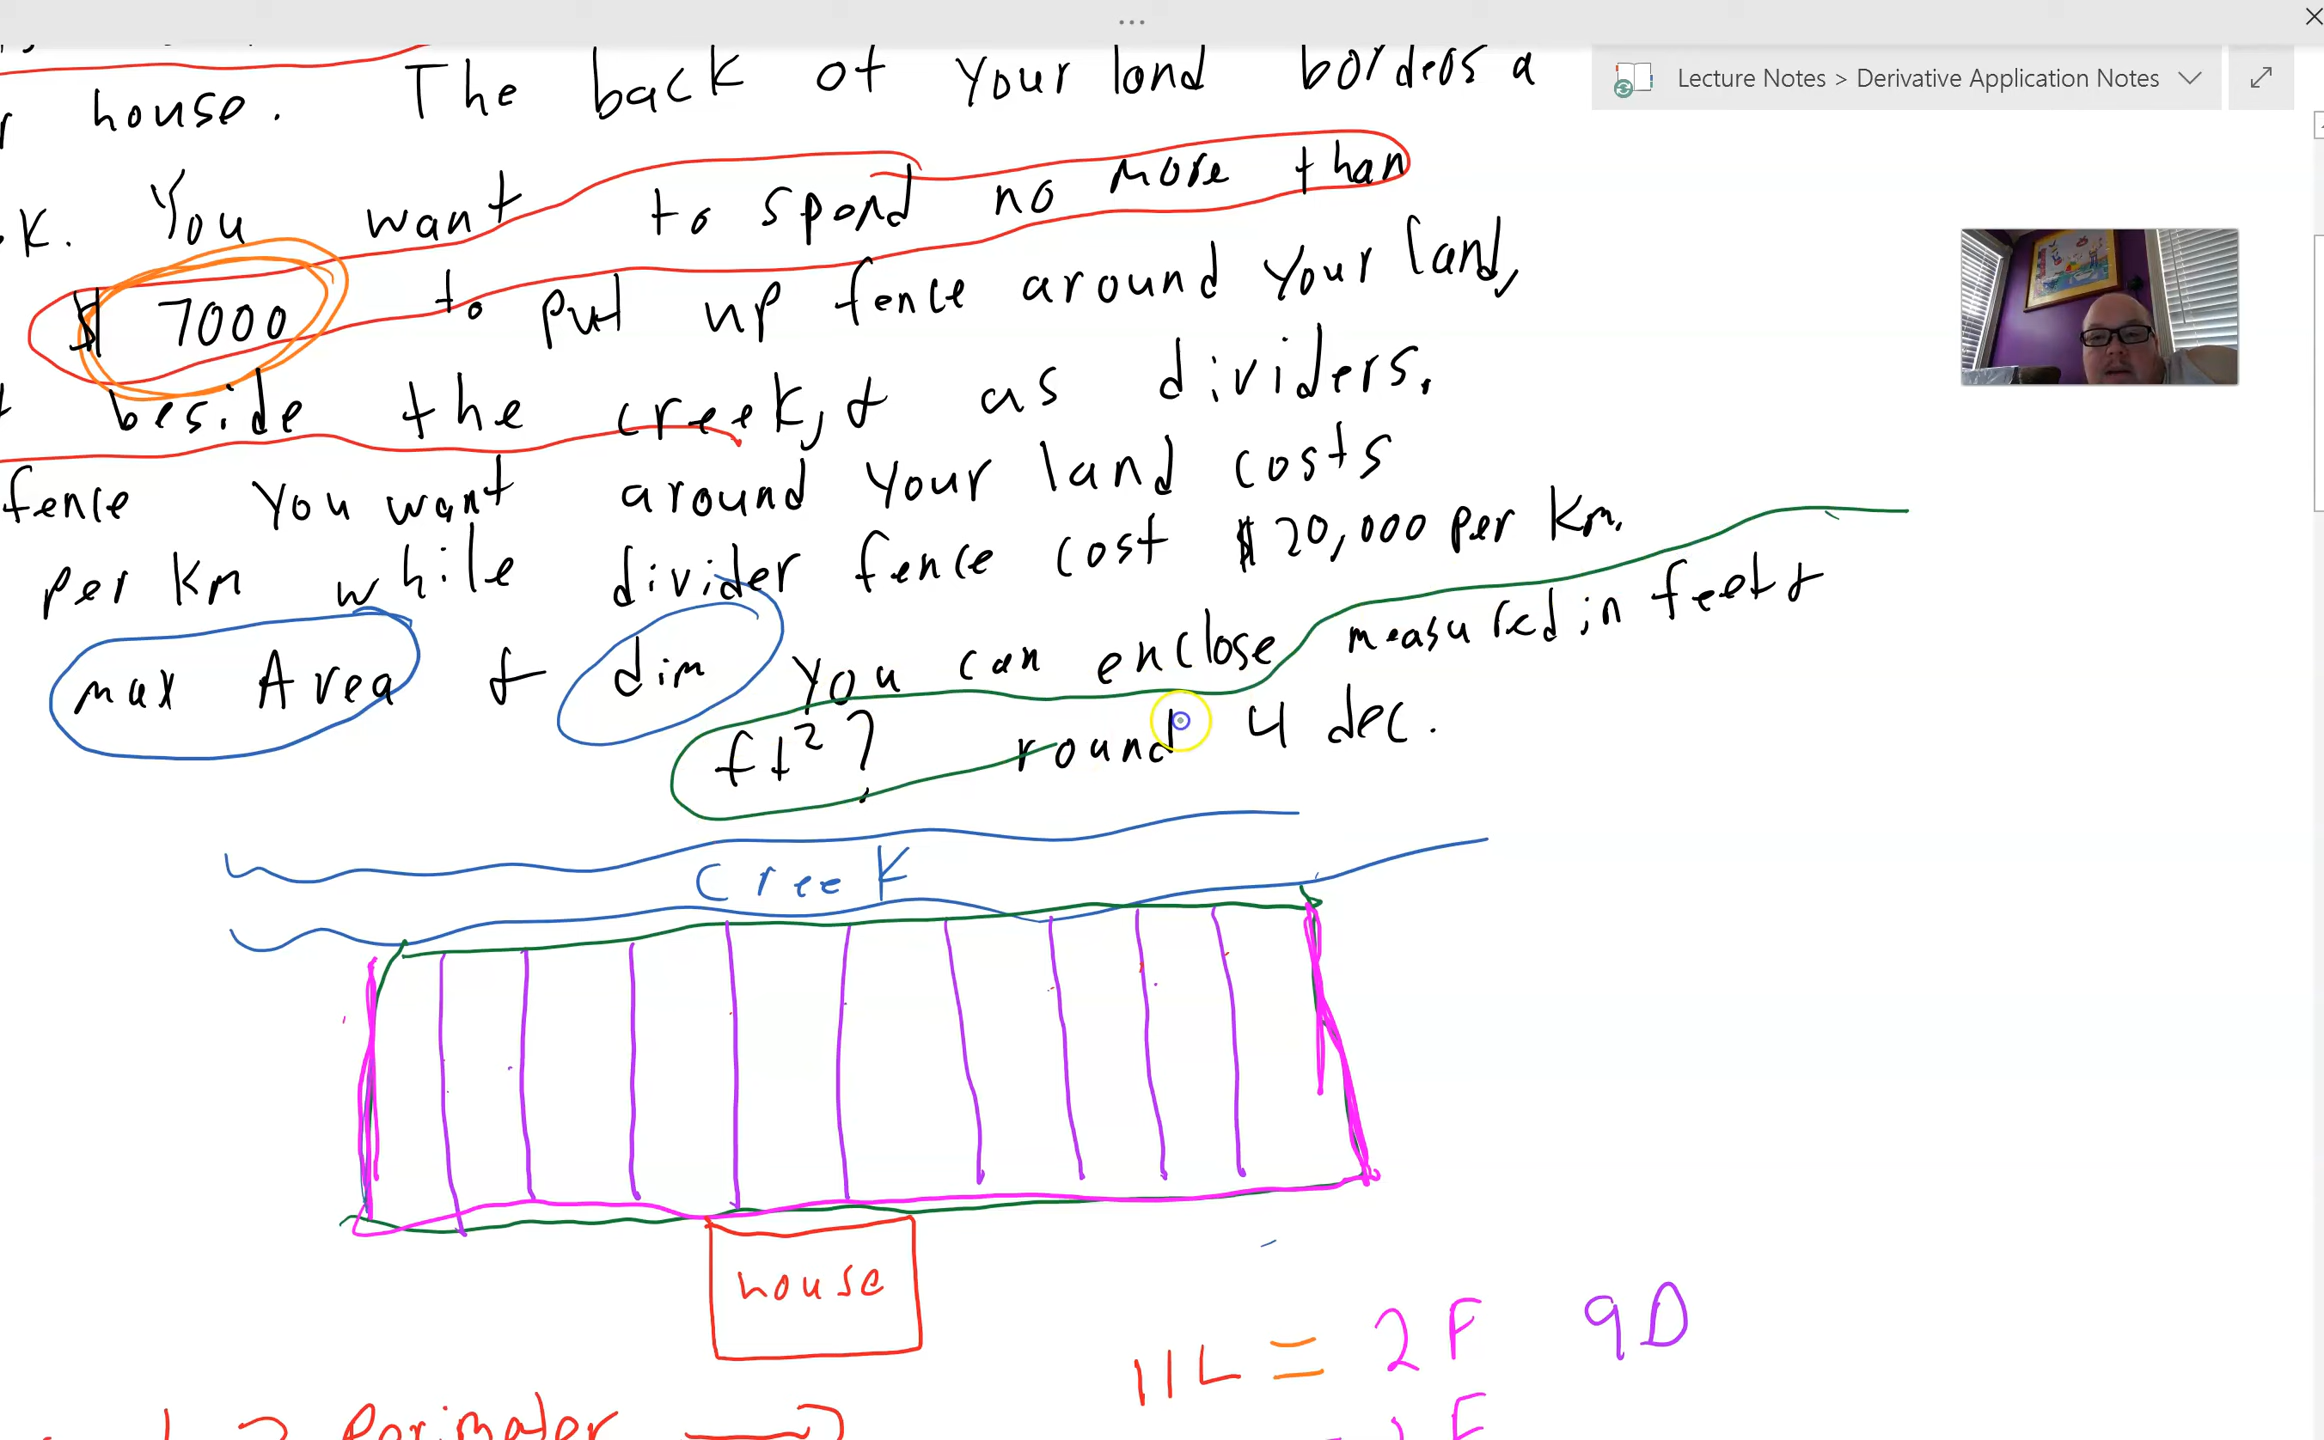 Lecture Notes > Derivative Application Notes
house. The back of your land borders a
k. You want to spend no more than
$ 7000 to put up fence around your land,
beside the creek, & as dividers.
fence you want around your land costs
per Km while divider fence cost $20,000 per Km.
max Area & dim you can enclose measured in feet &
ft²? round 4 dec.
Creek
house
11L = 2F 9D
Perimater
F